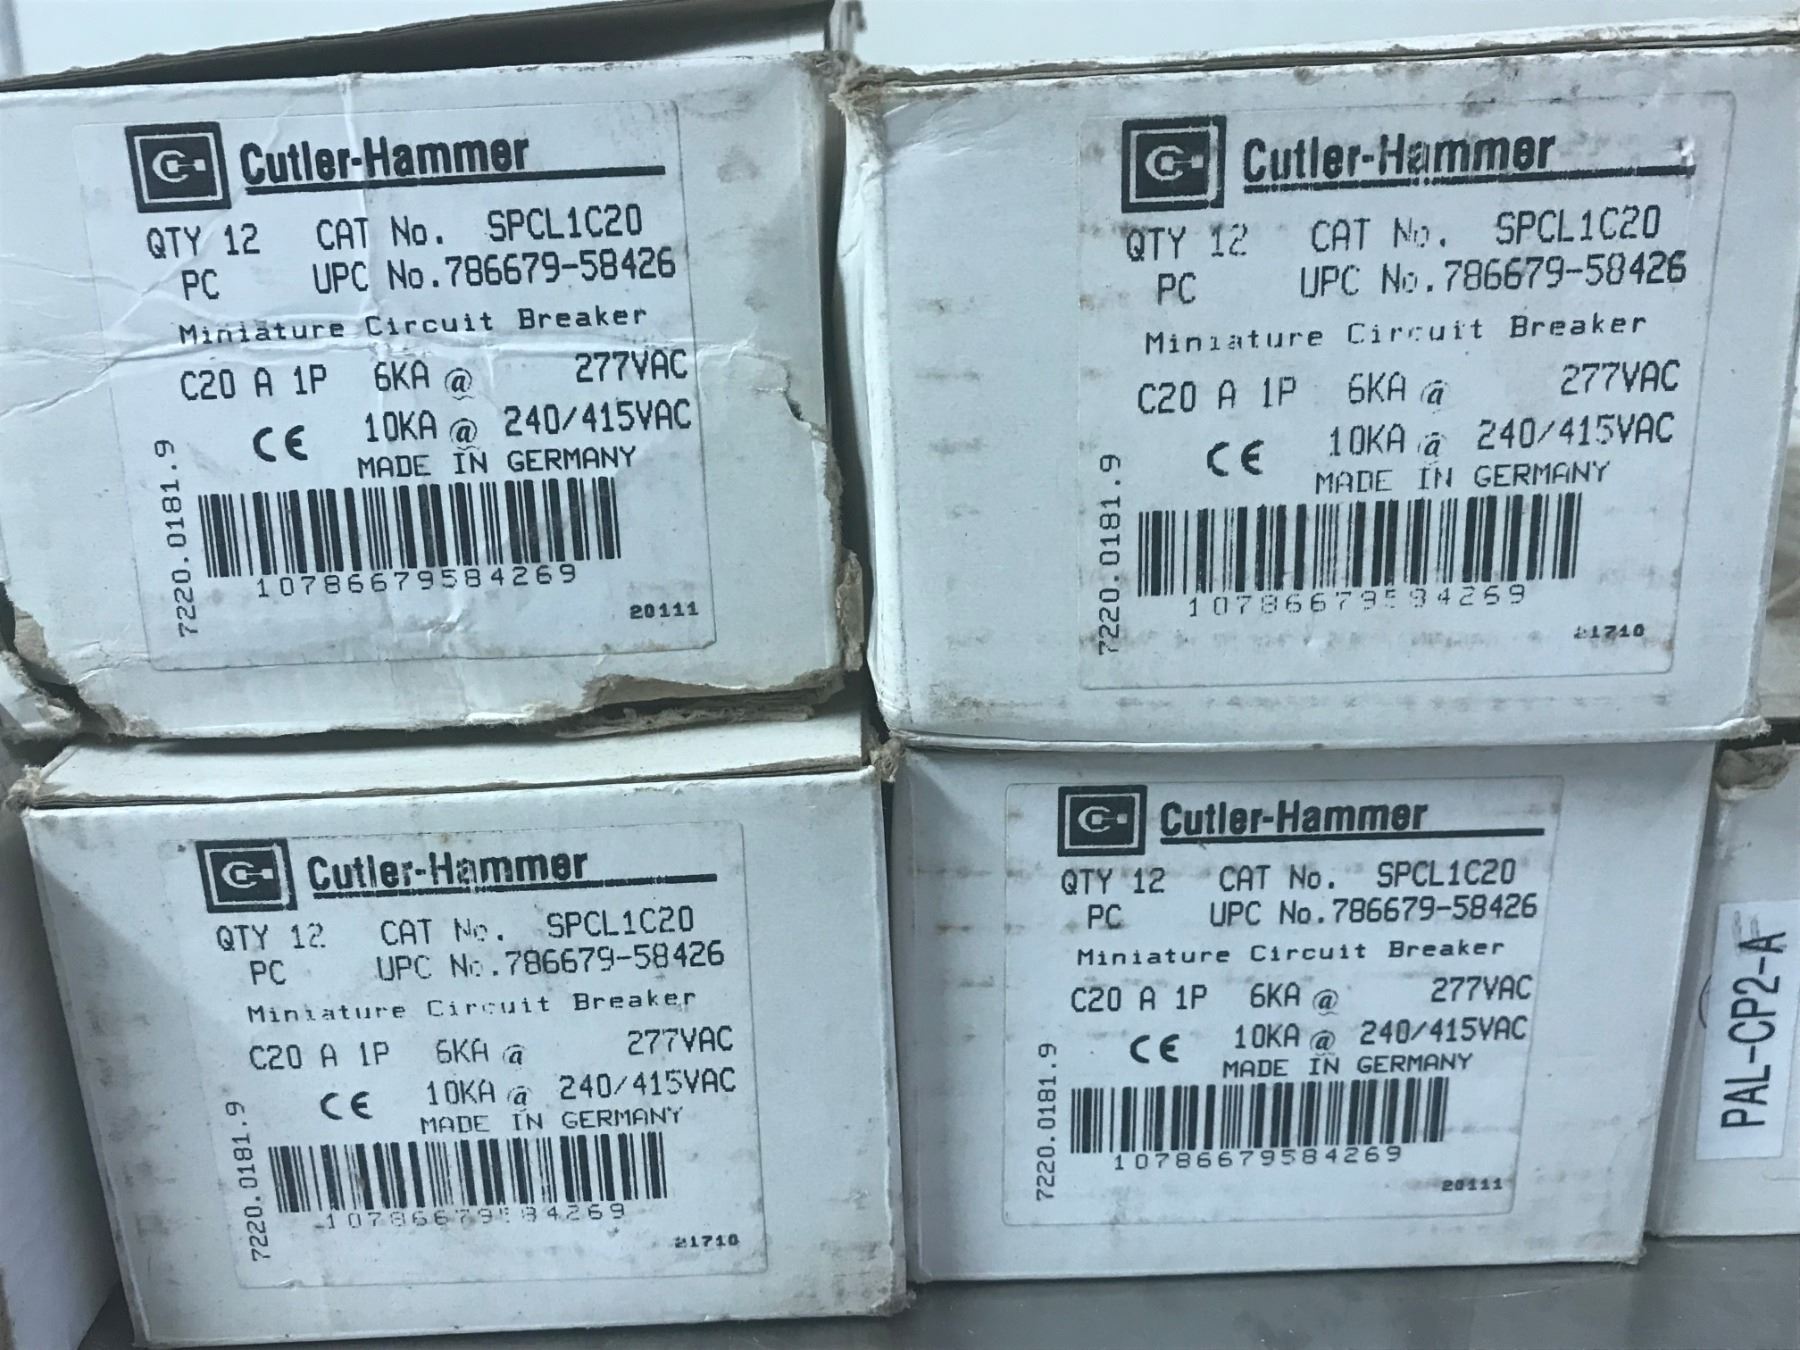 Cutler-Hammer
QTY 12 CAT No. SPCL1C20
PC UPC No.786679-58426
Miniature Circuit Breaker
C20 A 1P 6KA @ 277VAC
CE 10KA @ 240/415VAC
MADE IN GERMANY
7220.0181.9
10786679584269
20111
Cutler-Hammer
QTY 12 CAT No. SPCL1C20
PC UPC No.786679-58426
Miniature Circuit Breaker
C20 A 1P 6KA @ 277VAC
CE 10KA @ 240/415VAC
MADE IN GERMANY
7220.0181.9
10786679584269
21710
Cutler-Hammer
QTY 12 CAT No. SPCL1C20
PC UPC No.786679-58426
Miniature Circuit Breaker
C20 A 1P 6KA @ 277VAC
CE 10KA @ 240/415VAC
MADE IN GERMANY
7220.0181.9
10786679584269
21710
Cutler-Hammer
QTY 12 CAT No. SPCL1C20
PC UPC No.786679-58426
Miniature Circuit Breaker
C20 A 1P 6KA @ 277VAC
CE 10KA @ 240/415VAC
MADE IN GERMANY
7220.0181.9
10786679584269
20111
PAL-CP2-A